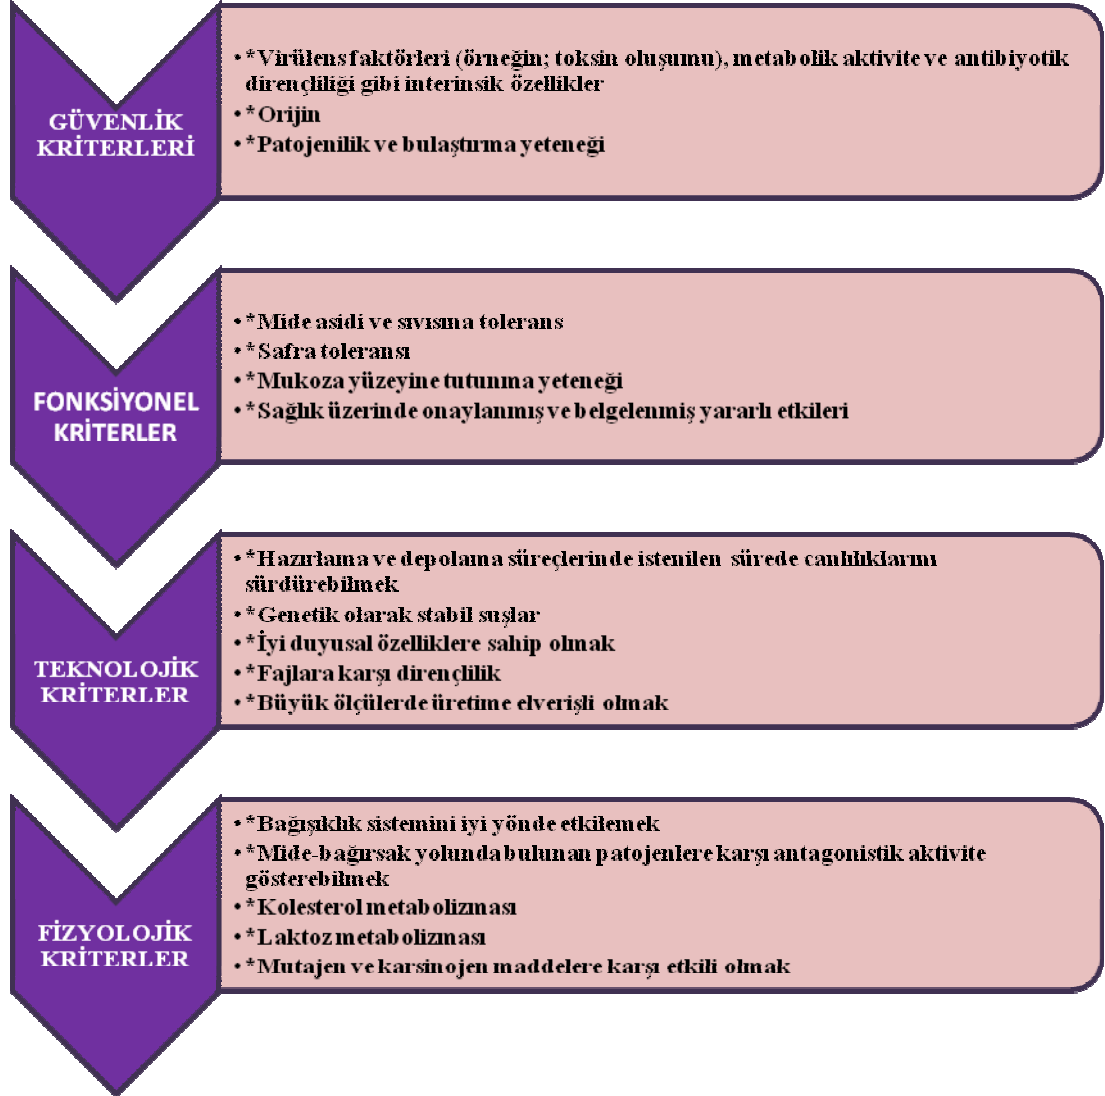 GÜVENLİK
KRİTERLERİ
• *Virülens faktörleri (örneğin; toksin oluşumu), metabolik aktivite ve antibiyotik
dirençliliği gibi interinsik özellikler
• *Orijin
• *Patojenilik ve bulaştırma yeteneği
FONKSİYONEL
KRİTERLER
• *Mide asidi ve sıvısına tolerans
• *Safra toleransı
• *Mukoza yüzeyine tutunma yeteneği
• *Sağlık üzerinde onaylanmış ve belgelenmiş yararlı etkileri
TEKNOLOJİK
KRİTERLER
• *Hazırlama ve depolama süreçlerinde istenilen sürede canlılıklarını
sürdürebilmek
• *Genetik olarak stabil suşlar
• *İyi duyusal özelliklere sahip olmak
• *Fajlara karşı dirençlilik
• *Büyük ölçülerde üretime elverişli olmak
FİZYOLOJİK
KRİTERLER
• *Bağışıklık sistemini iyi yönde etkilemek
• *Mide-bağırsak yolunda bulunan patojenlere karşı antagonistik aktivite
gösterebilmek
• *Kolesterol metabolizması
• *Laktoz metabolizması
• *Mutajen ve karsinojen maddelere karşı etkili olmak